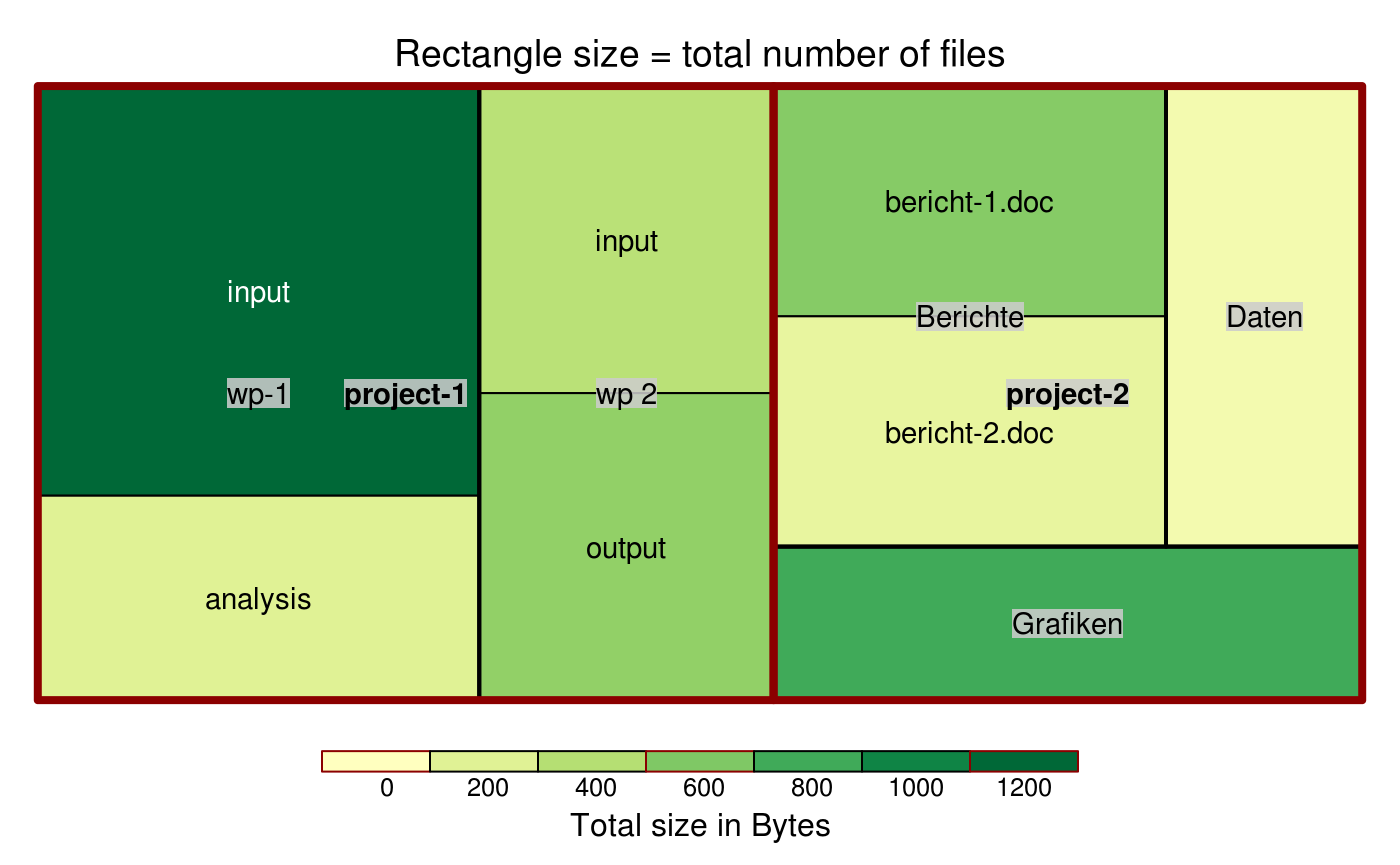 Rectangle size = total number of files
input
wp-1
project-1
analysis
input
wp 2
output
bericht-1.doc
Berichte
project-2
bericht-2.doc
Daten
Grafiken
0 200 400 600 800 1000 1200
Total size in Bytes